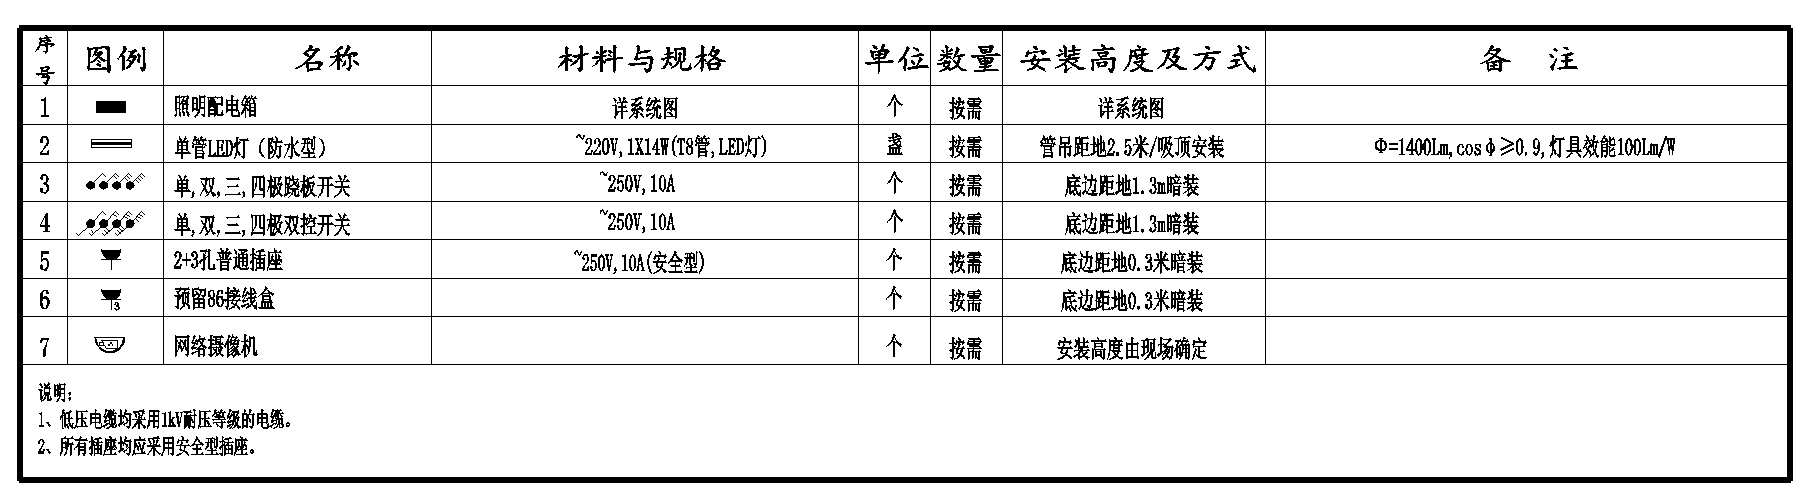 序号 图例 名称 材料与规格 单位 数量 安装高度及方式 备 注
1 照明配电箱 详系统图 个 按需 详系统图
2 单管LED灯（防水型） ~220V,1X14W(T8管,LED灯) 盏 按需 管吊距地2.5米/吸顶安装 Φ=1400Lm,cosφ≥0.9,灯具效能100Lm/W
3 单,双,三,四极跷板开关 ~250V,10A 个 按需 底边距地1.3m暗装
4 单,双,三,四极双控开关 ~250V,10A 个 按需 底边距地1.3m暗装
5 2+3孔普通插座 ~250V,10A(安全型) 个 按需 底边距地0.3米暗装
6 3 预留86接线盒 个 按需 底边距地0.3米暗装
7 网络摄像机 个 按需 安装高度由现场确定
说明:
1、低压电缆均采用1kV耐压等级的电缆。
2、所有插座均应采用安全型插座。